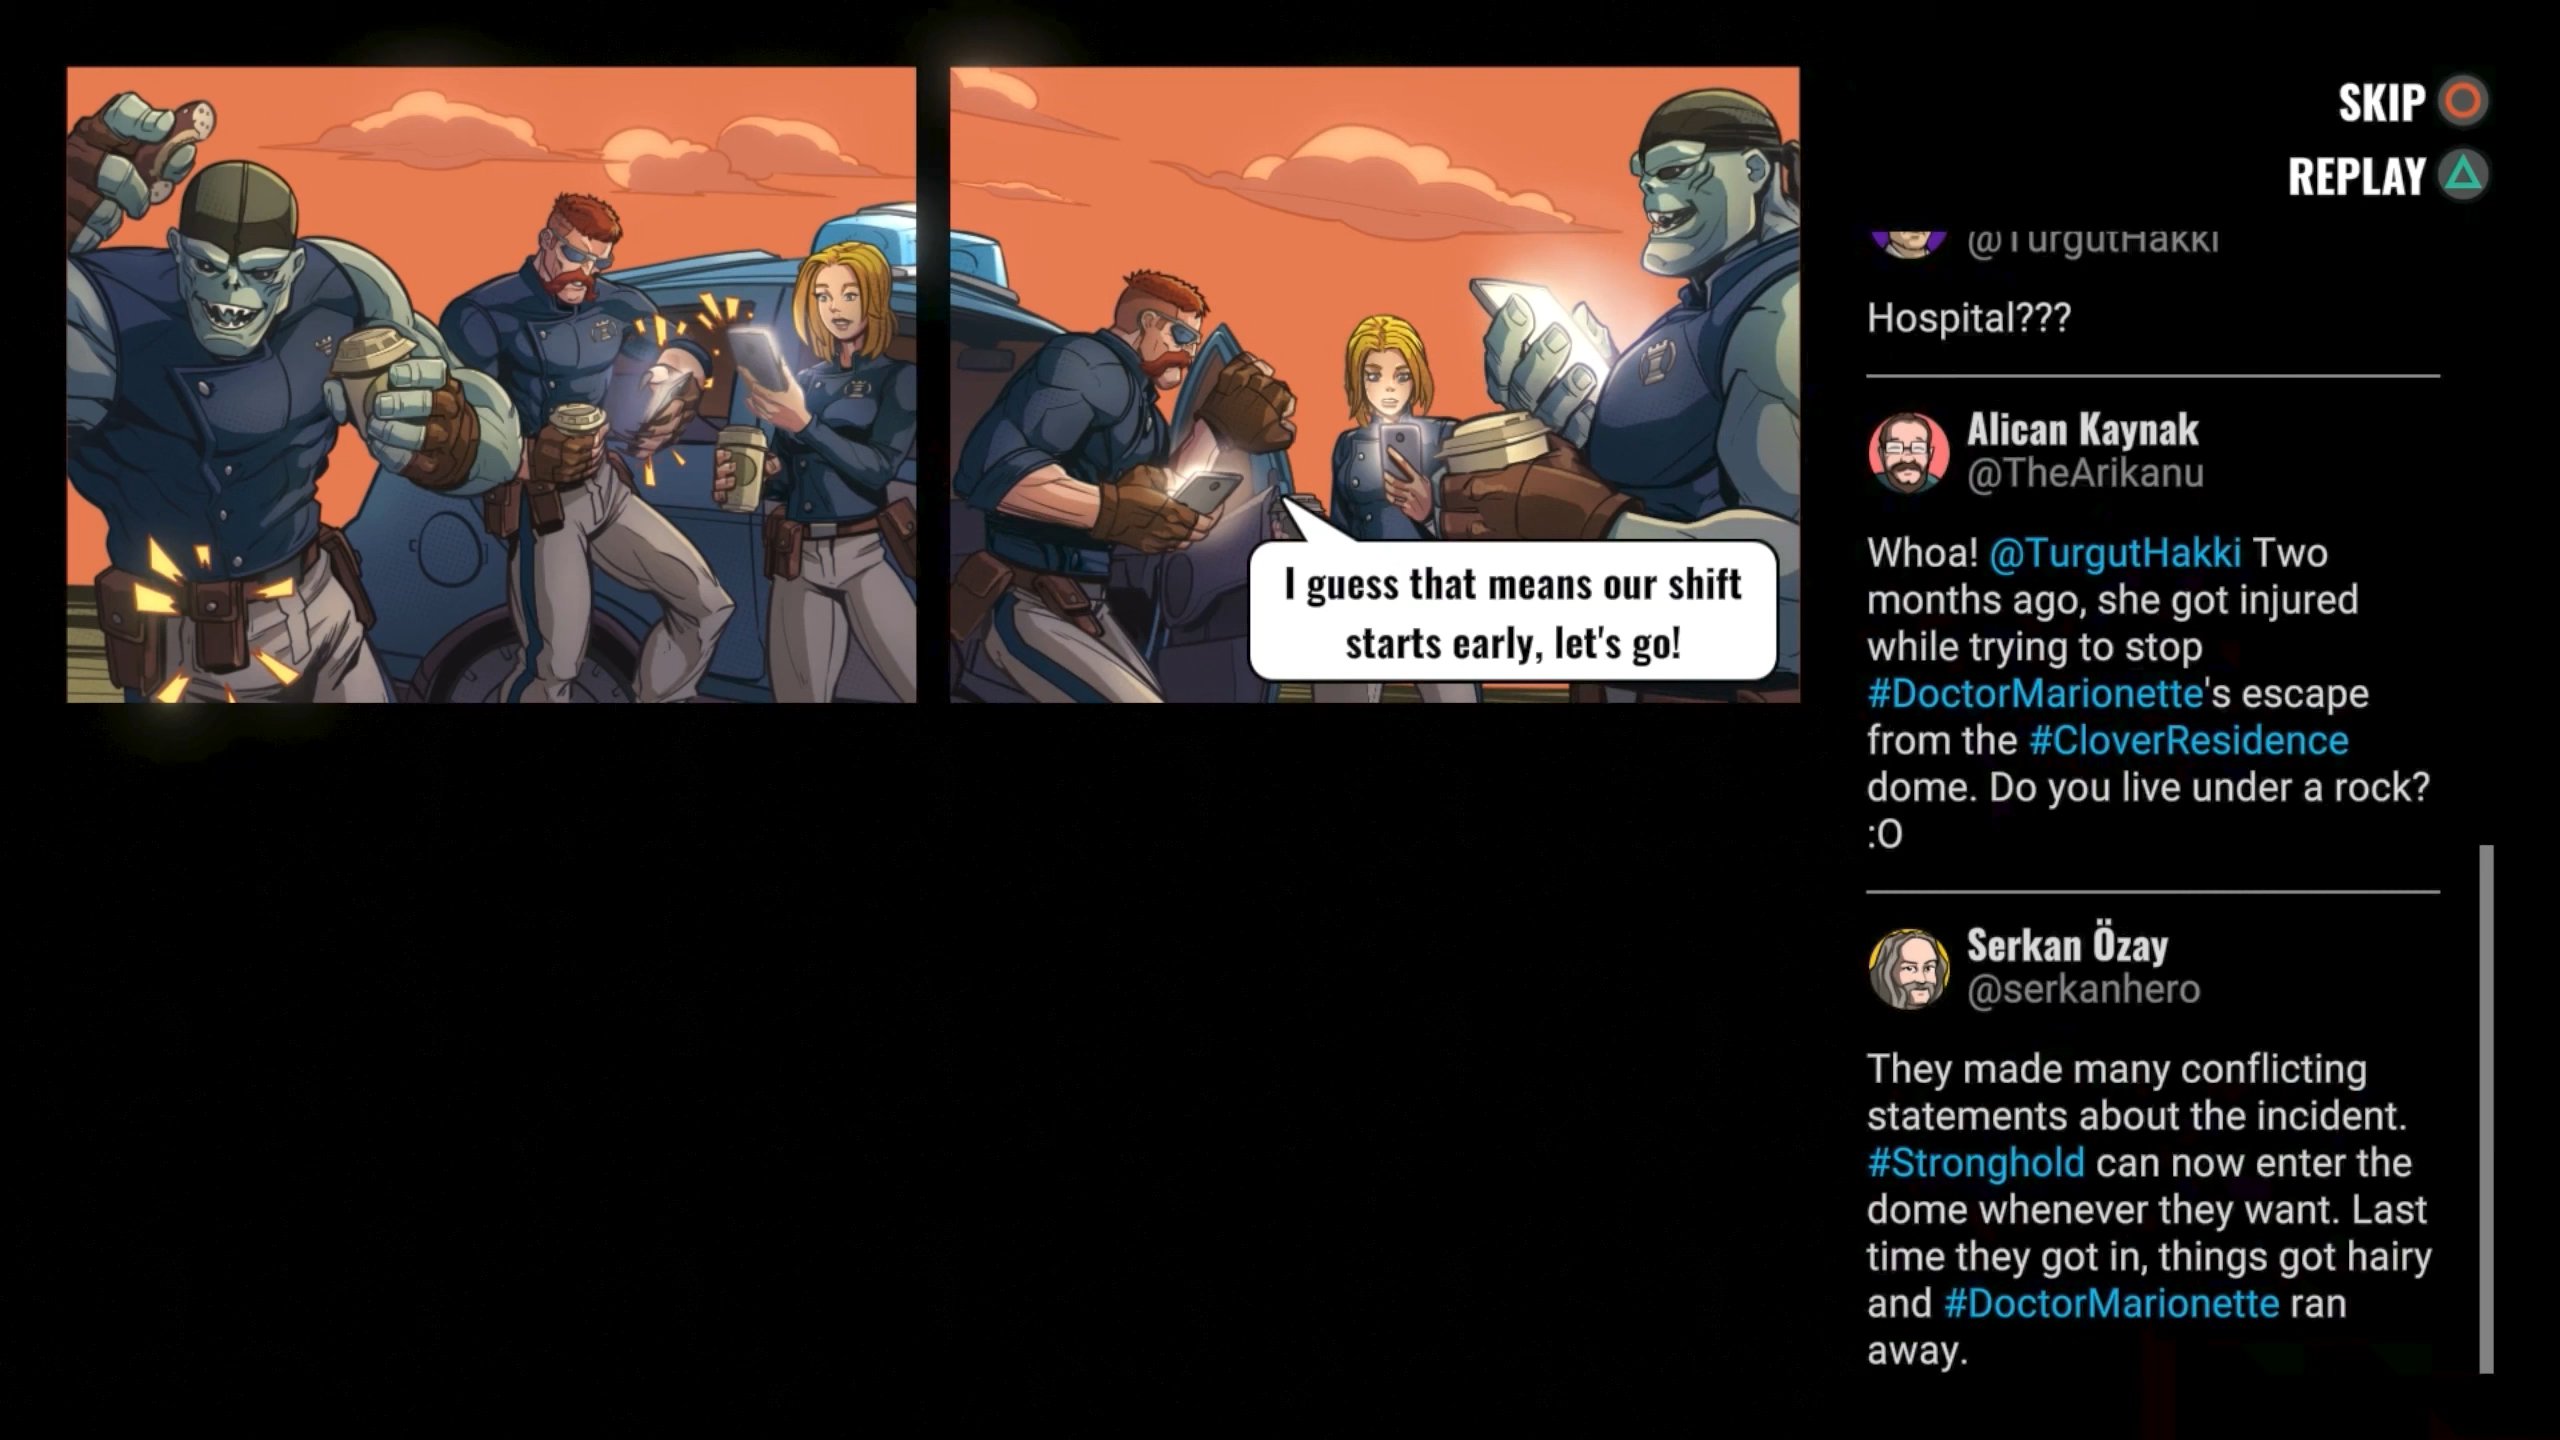 I guess that means our shift
starts early, let's go!
SKIP
REPLAY
@TurgutHakki
Hospital???
Alican Kaynak
@TheArikanu
Whoa! @TurgutHakki Two
months ago, she got injured
while trying to stop
#DoctorMarionette's escape
from the #CloverResidence
dome. Do you live under a rock?
:O
Serkan Özay
@serkanhero
They made many conflicting
statements about the incident.
#Stronghold can now enter the
dome whenever they want. Last
time they got in, things got hairy
and #DoctorMarionette ran
away.